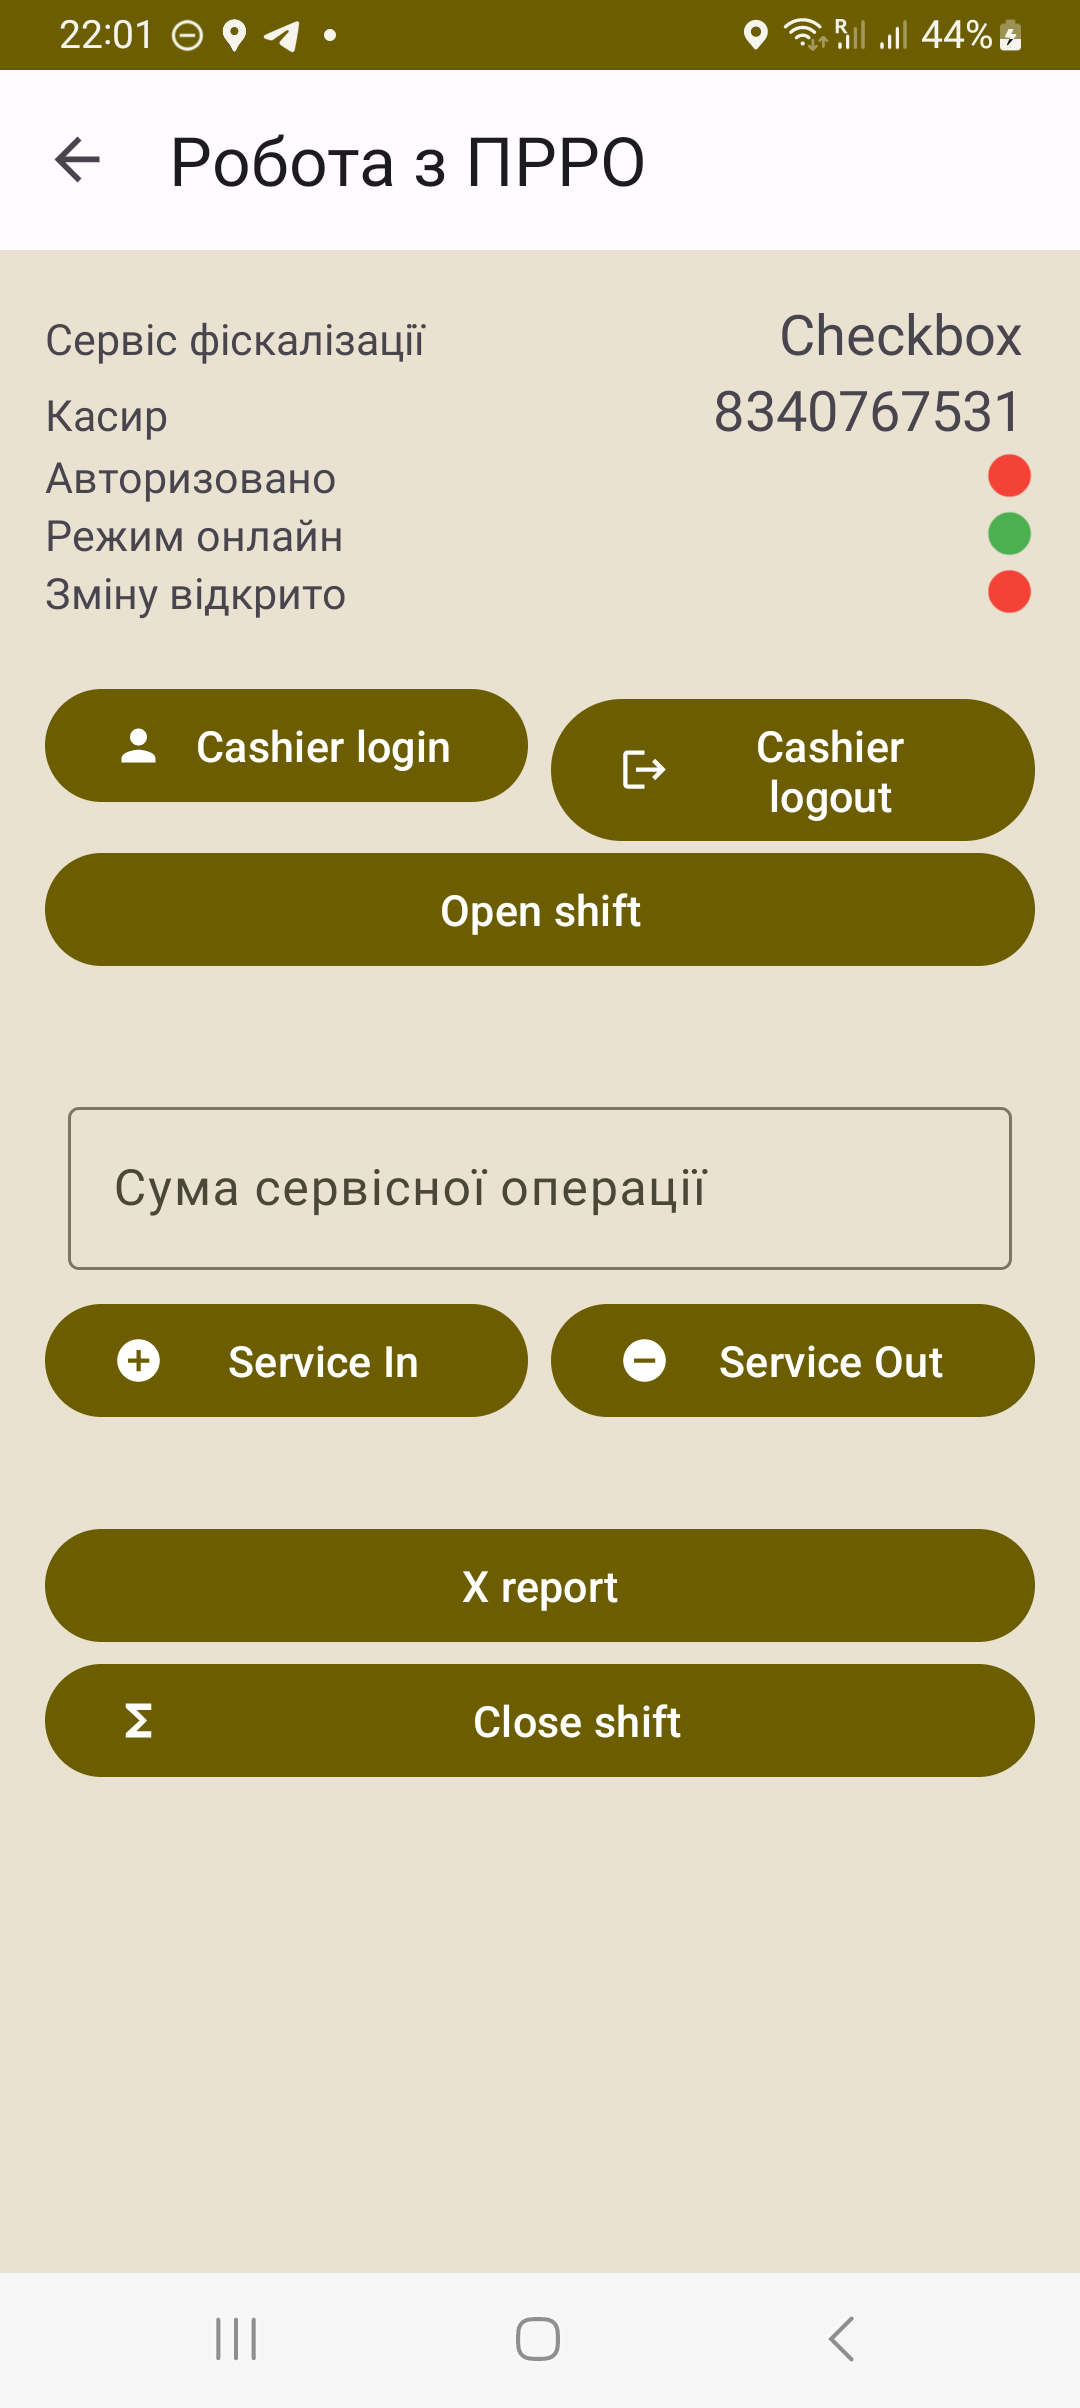 22:01
R
44%
Робота з ПРРО
Сервіс фіскалізації Checkbox
Касир 8340767531
Авторизовано
Режим онлайн
Зміну відкрито
Cashier login
Cashier
logout
Open shift
Сума сервісної операції
Service In
Service Out
X report
Close shift